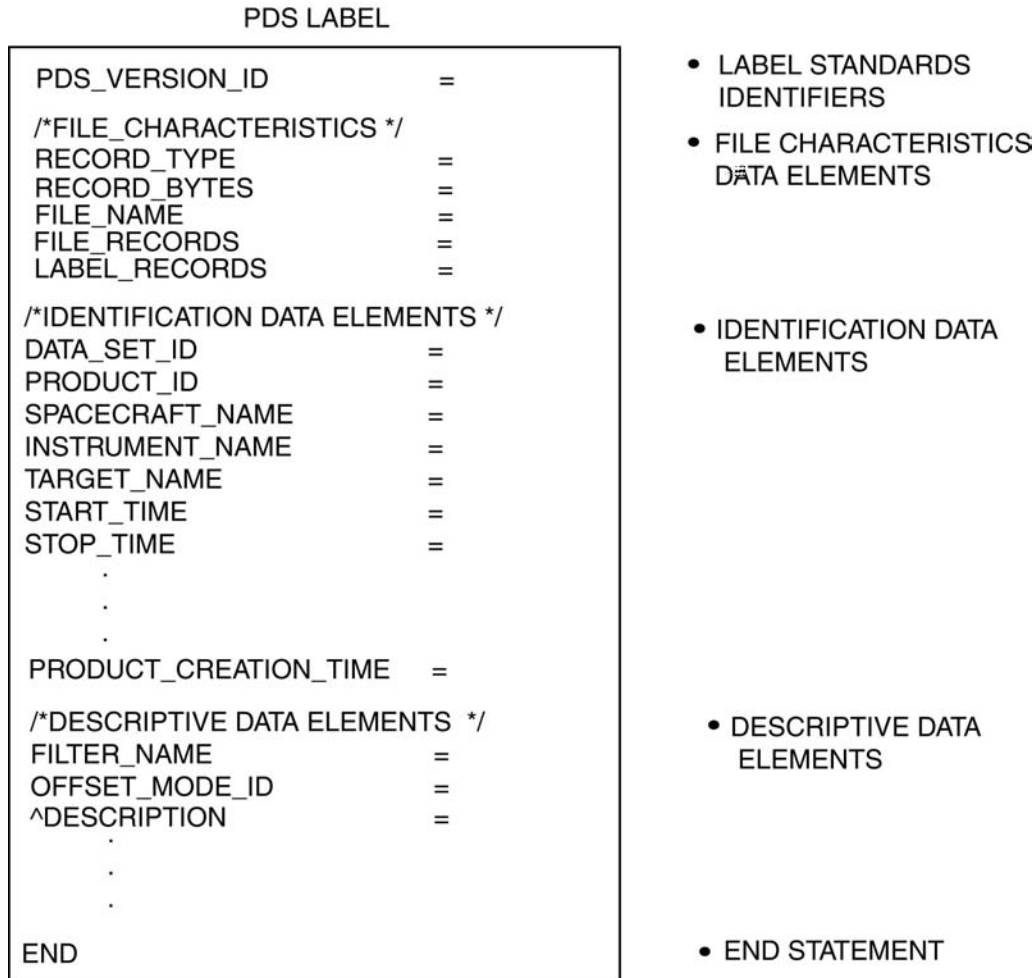 PDS LABEL
PDS_VERSION_ID =
/*FILE_CHARACTERISTICS */
RECORD_TYPE =
RECORD_BYTES =
FILE_NAME =
FILE_RECORDS =
LABEL_RECORDS =
/*IDENTIFICATION DATA ELEMENTS */
DATA_SET_ID =
PRODUCT_ID =
SPACECRAFT_NAME =
INSTRUMENT_NAME =
TARGET_NAME =
START_TIME =
STOP_TIME =
.
.
.
PRODUCT_CREATION_TIME =
/*DESCRIPTIVE DATA ELEMENTS */
FILTER_NAME =
OFFSET_MODE_ID =
^DESCRIPTION =
.
.
.
END
• LABEL STANDARDS
IDENTIFIERS
• FILE CHARACTERISTICS
DATA ELEMENTS
• IDENTIFICATION DATA
ELEMENTS
• DESCRIPTIVE DATA
ELEMENTS
• END STATEMENT